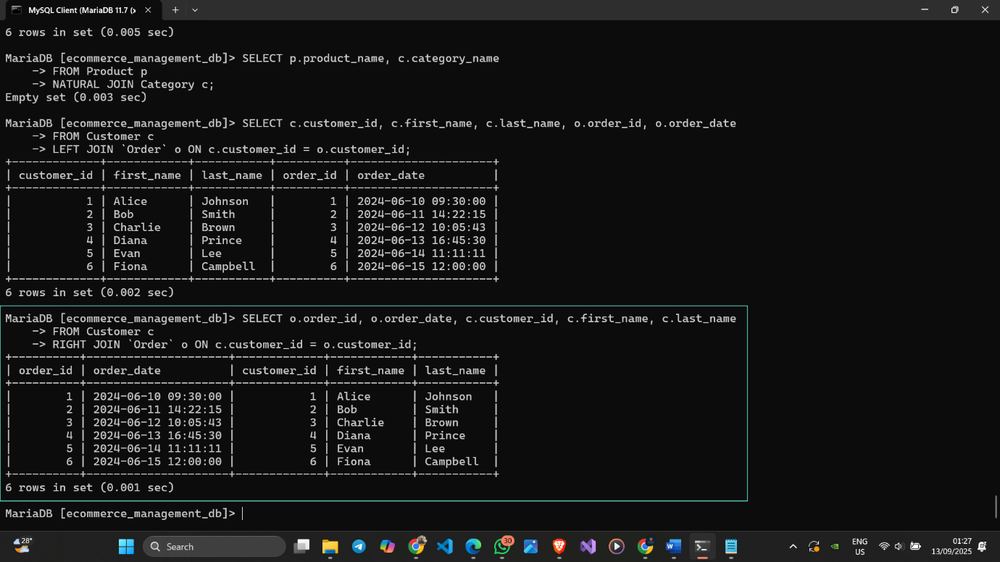 MySQL Client (MariaDB 11.7 (x
6 rows in set (0.005 sec)
MariaDB [ecommerce_management_db]> SELECT p.product_name, c.category_name
    -> FROM Product p
    -> NATURAL JOIN Category c;
Empty set (0.003 sec)
MariaDB [ecommerce_management_db]> SELECT c.customer_id, c.first_name, c.last_name, o.order_id, o.order_date
    -> FROM Customer c
    -> LEFT JOIN `Order` o ON c.customer_id = o.customer_id;
+-------------+------------+-----------+----------+---------------------+
| customer_id | first_name | last_name | order_id | order_date          |
+-------------+------------+-----------+----------+---------------------+
|           1 | Alice      | Johnson   |        1 | 2024-06-10 09:30:00 |
|           2 | Bob        | Smith     |        2 | 2024-06-11 14:22:15 |
|           3 | Charlie    | Brown     |        3 | 2024-06-12 10:05:43 |
|           4 | Diana      | Prince    |        4 | 2024-06-13 16:45:30 |
|           5 | Evan       | Lee       |        5 | 2024-06-14 11:11:11 |
|           6 | Fiona      | Campbell  |        6 | 2024-06-15 12:00:00 |
+-------------+------------+-----------+----------+---------------------+
6 rows in set (0.002 sec)
MariaDB [ecommerce_management_db]> SELECT o.order_id, o.order_date, c.customer_id, c.first_name, c.last_name
    -> FROM Customer c
    -> RIGHT JOIN `Order` o ON c.customer_id = o.customer_id;
+----------+---------------------+-------------+------------+-----------+
| order_id | order_date          | customer_id | first_name | last_name |
+----------+---------------------+-------------+------------+-----------+
|        1 | 2024-06-10 09:30:00 |           1 | Alice      | Johnson   |
|        2 | 2024-06-11 14:22:15 |           2 | Bob        | Smith     |
|        3 | 2024-06-12 10:05:43 |           3 | Charlie    | Brown     |
|        4 | 2024-06-13 16:45:30 |           4 | Diana      | Prince    |
|        5 | 2024-06-14 11:11:11 |           5 | Evan       | Lee       |
|        6 | 2024-06-15 12:00:00 |           6 | Fiona      | Campbell  |
+----------+---------------------+-------------+------------+-----------+
6 rows in set (0.001 sec)
MariaDB [ecommerce_management_db]>
28°
Search
30
ENG
US
01:27
13/09/2025